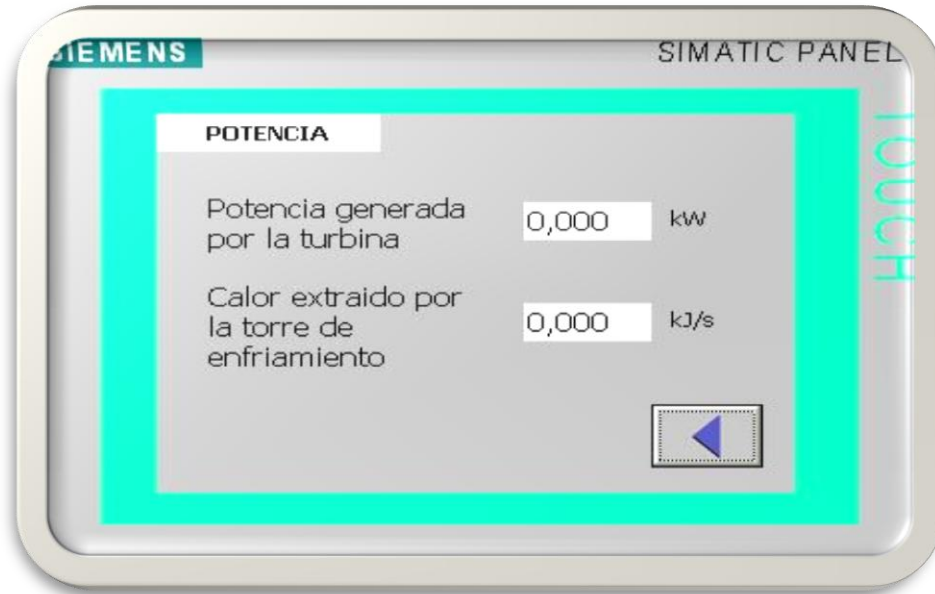 SIEMENS
SIMATIC PANEL
TOUCH
POTENCIA
Potencia generada
por la turbina
0,000 kW
Calor extraido por
la torre de
enfriamiento
0,000 kJ/s